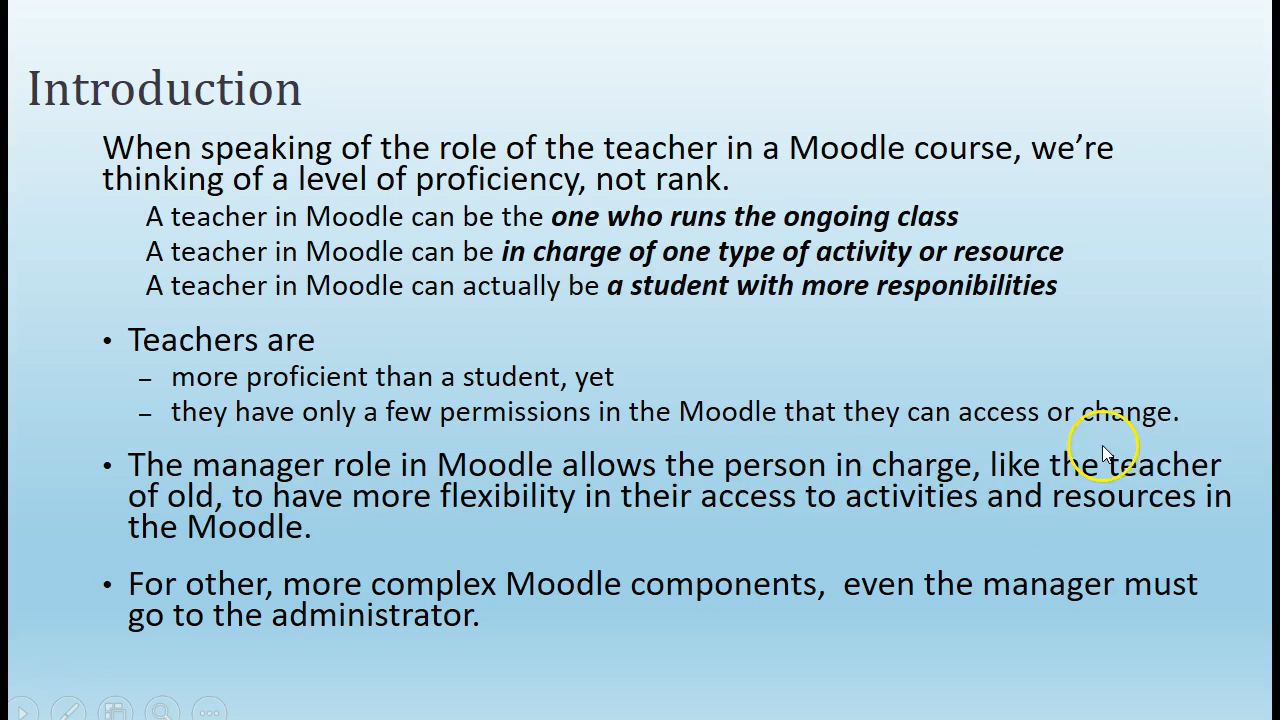 Introduction
When speaking of the role of the teacher in a Moodle course, we’re
thinking of a level of proficiency, not rank.
A teacher in Moodle can be the one who runs the ongoing class
A teacher in Moodle can be in charge of one type of activity or resource
A teacher in Moodle can actually be a student with more responibilities
• Teachers are
– more proficient than a student, yet
– they have only a few permissions in the Moodle that they can access or change.
• The manager role in Moodle allows the person in charge, like the teacher
of old, to have more flexibility in their access to activities and resources in
the Moodle.
• For other, more complex Moodle components,  even the manager must
go to the administrator.